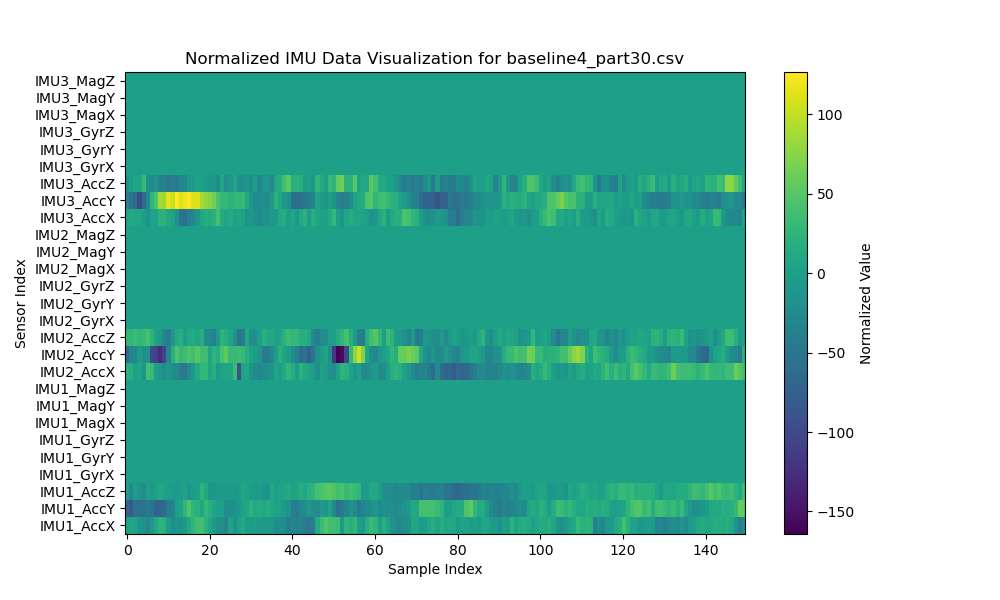 Normalized IMU Data Visualization for baseline4_part30.csv
IMU3_MagZ
IMU3_MagY
IMU3_MagX
IMU3_GyrZ
IMU3_GyrY
IMU3_GyrX
IMU3_AccZ
IMU3_AccY
IMU3_AccX
IMU2_MagZ
IMU2_MagY
IMU2_MagX
IMU2_GyrZ
IMU2_GyrY
IMU2_GyrX
IMU2_AccZ
IMU2_AccY
IMU2_AccX
IMU1_MagZ
IMU1_MagY
IMU1_MagX
IMU1_GyrZ
IMU1_GyrY
IMU1_GyrX
IMU1_AccZ
IMU1_AccY
IMU1_AccX
Sensor Index
0 20 40 60 80 100 120 140
Sample Index
100
50
0
−50
−100
−150
Normalized Value